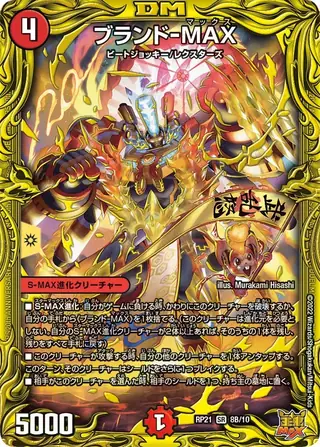 DM
4
マックス
ブランド-MAX
ビートジョッキー/レクスターズ
illus. Murakami Hisashi
S-MAX進化クリーチャー
■S-MAX進化:自分がゲームに負ける時、かわりにこのクリーチャーを破壊するか、
自分の手札から《ブランド-MAX》を1枚捨てる。(このクリーチャーは進化元を必要と
しない。自分のS-MAX進化クリーチャーが2体以上あれば、そのうちの1体を残し、
残りをすべて手札に戻す)
■このクリーチャーが攻撃する時、自分の他のクリーチャーを1体アンタップする。
このターン、そのクリーチャーはシールドをさらに1つブレイクする。
■相手がこのクリーチャーを選んだ時、相手のシールドを1つ、持ち主の墓地に置く。
5000
1
RP21 SR 8B/10
王来MAX